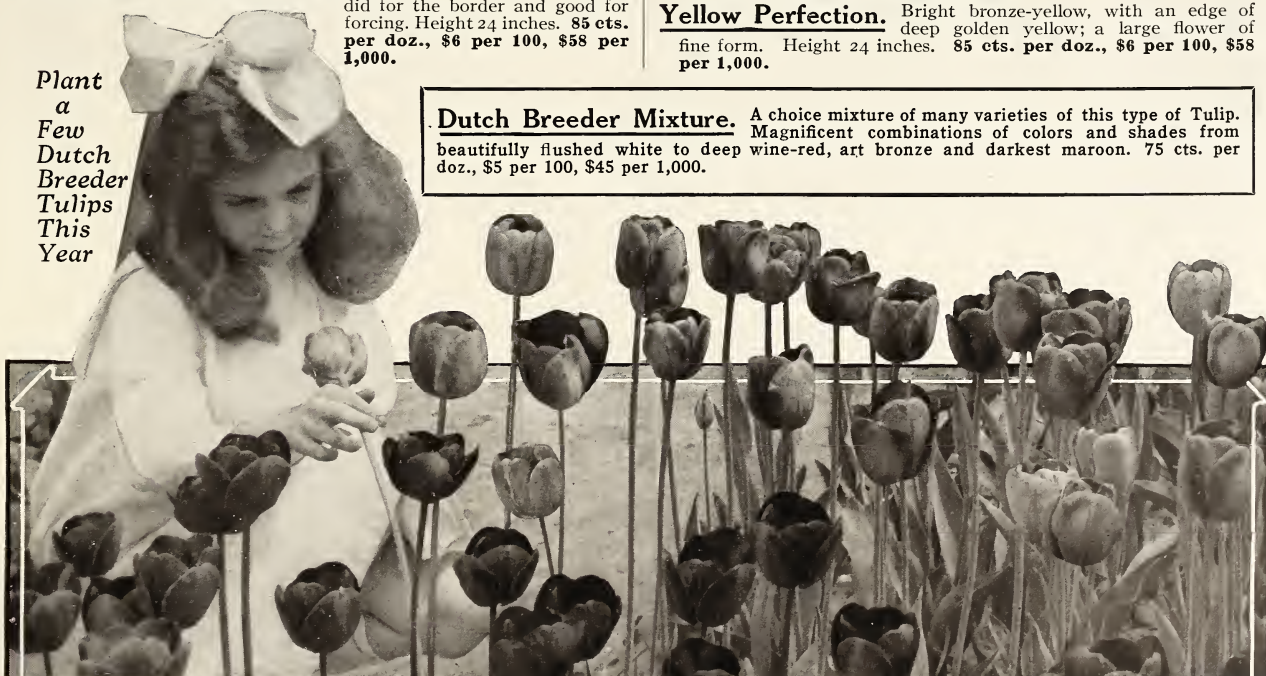 did for the border and good for
forcing. Height 24 inches. 85 cts.
per doz., $6 per 100, $58 per
1,000.
Yellow Perfection. Bright bronze-yellow, with an edge of
deep golden yellow; a large flower of
fine form. Height 24 inches. 85 cts. per doz., $6 per 100, $58
per 1,000.
Plant
a
Few
Dutch
Breeder
Tulips
This
Year
Dutch Breeder Mixture. A choice mixture of many varieties of this type of Tulip.
Magnificent combinations of colors and shades from
beautifully flushed white to deep wine-red, art bronze and darkest maroon. 75 cts. per
doz., $5 per 100, $45 per 1,000.